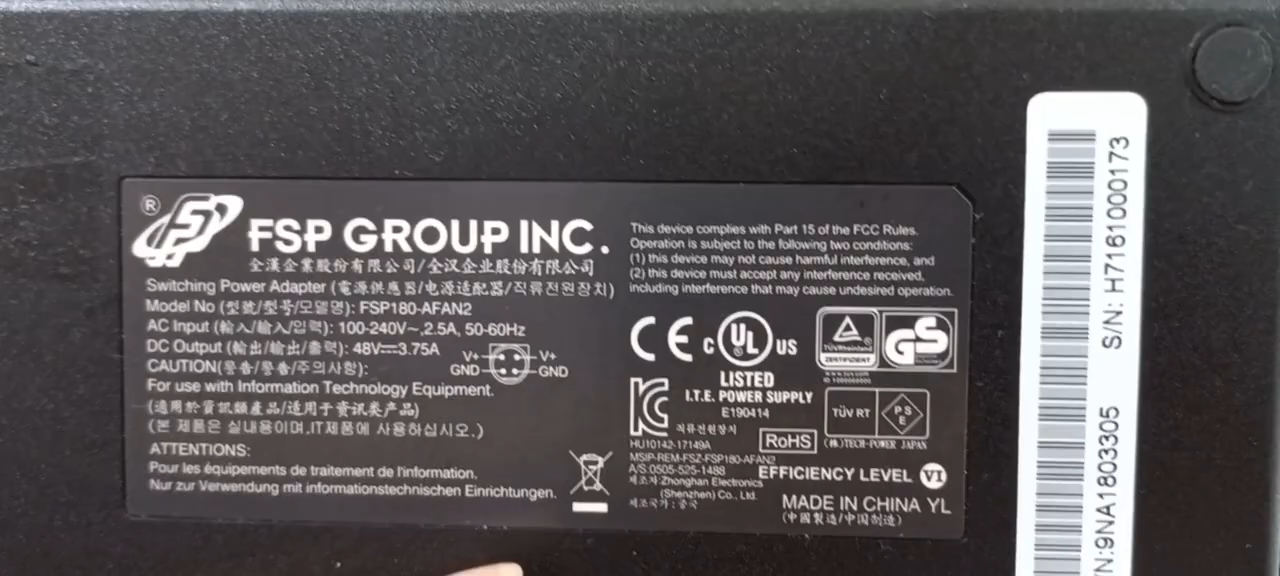 ®
FSP GROUP INC.
全漢企業股份有限公司/全汉企业股份有限公司
Switching Power Adapter (電源供應器/电源适配器/직류전원장치)
Model No (型號/型号/모델명): FSP180-AFAN2
AC Input (輸入/输入/입력): 100-240V~,2.5A, 50-60Hz
DC Output (輸出/输出/출력): 48V⎓3.75A
V+ V+
GND GND
CAUTION(警告/警告/주의사항):
For use with Information Technology Equipment.
(適用於資訊類產品/适用于资讯类产品)
(본 제품은 실내용이며,IT제품에 사용하십시오.)
ATTENTIONS:
Pour les équipements de traitement de l'information.
Nur zur Verwendung mit informationstechnischen Einrichtungen.
This device complies with Part 15 of the FCC Rules.
Operation is subject to the following two conditions:
(1) this device may not cause harmful interference, and
(2) this device must accept any interference received,
including interference that may cause undesired operation.
CE c UL US
LISTED
I.T.E. POWER SUPPLY
E190414
TÜVRheinland
ZERTIFIZIERT
GS
직류전원장치
HU10142-17149A
MSIP-REM-FSZ-FSP180-AFAN2
A/S:0505-525-1488
제조자:Zhonghan Electronics
(Shenzhen) Co., Ltd.
제조국가:중국
RoHS
TÜV RT
PS
E
(株)TECH-POWER JAPAN
EFFICIENCY LEVEL VI
MADE IN CHINA YL
(中國製造/中国制造)
S/N: H7161000173
/N:9NA1803305